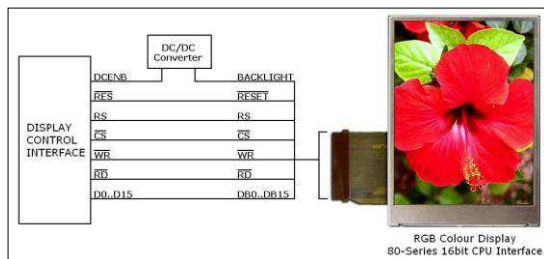 DC/DC
Converter
DCENB BACKLIGHT
RES RESET
RS RS
CS CS
DISPLAY
CONTROL
INTERFACE
WR WR
RD RD
D0..D15 DB0..DB15
RGB Colour Display
80-Series 16bit CPU Interface